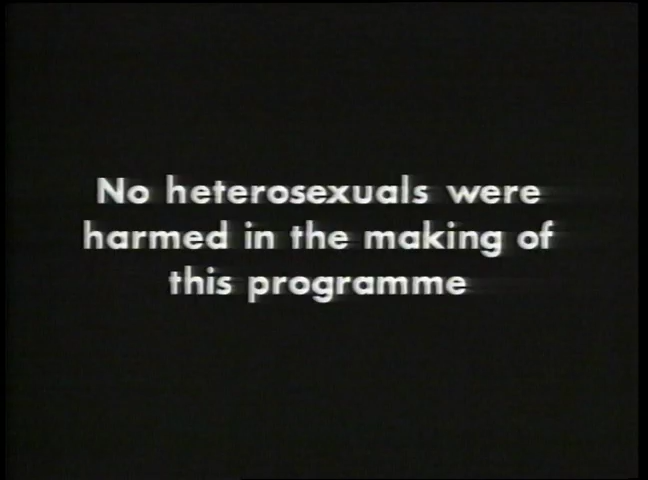 No heterosexuals were
harmed in the making of
this programme